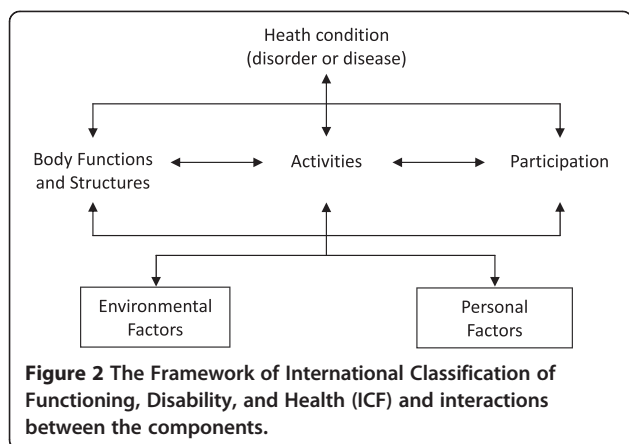 Heath condition
(disorder or disease)
Body Functions
and Structures
Activities
Participation
Environmental
Factors
Personal
Factors
Figure 2 The Framework of International Classification of
Functioning, Disability, and Health (ICF) and interactions
between the components.